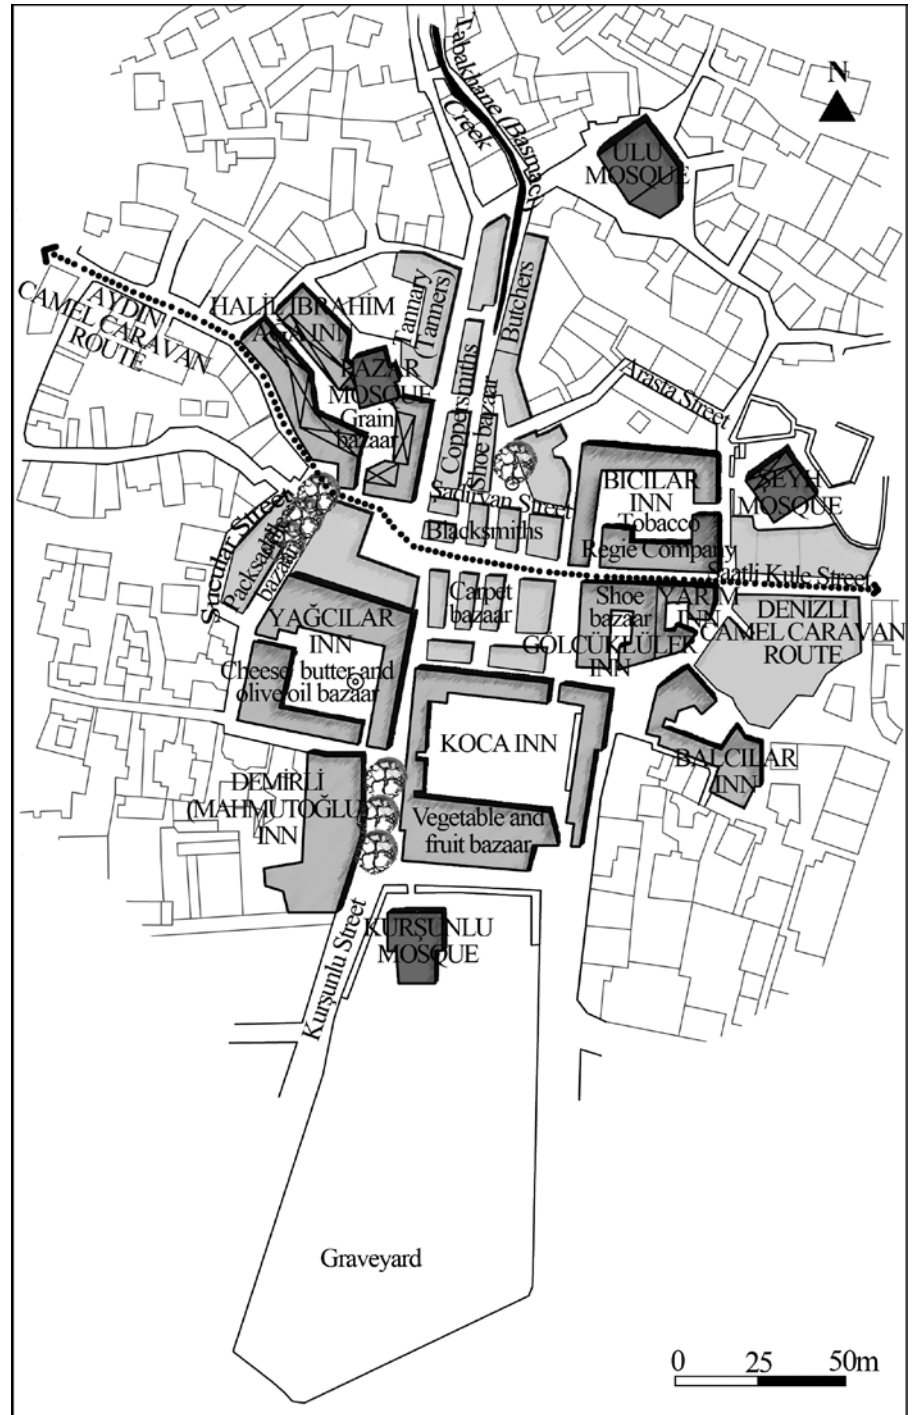 Tabakhane (Basmacı)
Creek
N
ULU
MOSQUE
AYDIN
CAMEL CARAVAN
ROUTE
HALİL İBRAHİM
AĞA INN
Tannary
(Tanners)
Butchers
PAZAR
MOSQUE
Grain
bazaar
Coppersmiths
Shoe bazaar
Arasta Street
Şadırvan Street
BICILAR
INN
Tobacco
Regie Company
ŞEYH
MOSQUE
Sucular Street
Packsaddle
bazaar
Blacksmiths
Saatli Kule Street
Carpet
bazaar
Shoe
bazaar
YARIM
INN
DENIZLI
CAMEL CARAVAN
ROUTE
YAĞCILAR
INN
Cheese, butter and
olive oil bazaar
GÖLCÜKLÜLER
INN
KOCA INN
BALCILAR
INN
DEMİRLİ
(MAHMUTOĞLU)
INN
Vegetable and
fruit bazaar
Kurşunlu Street
KURŞUNLU
MOSQUE
Graveyard
0 25 50m